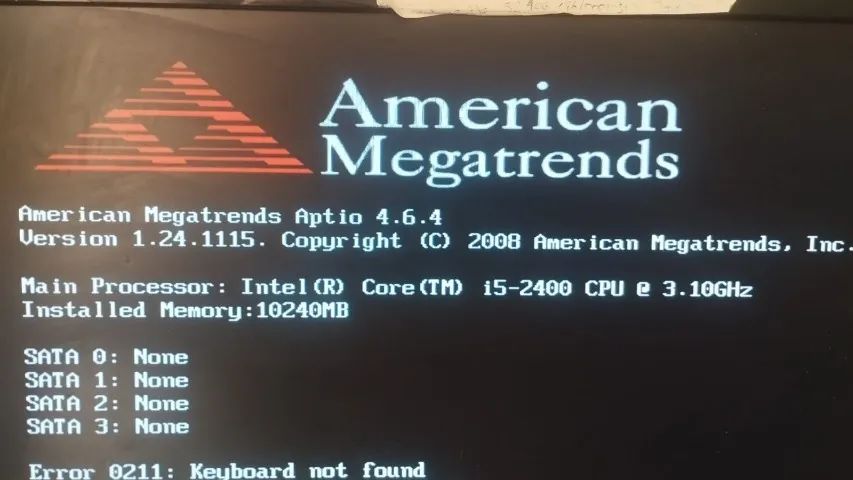 American
Megatrends
American Megatrends Aptio 4.6.4
Version 1.24.1115. Copyright (C) 2008 American Megatrends, Inc.
Main Processor: Intel(R) Core(TM) i5-2400 CPU @ 3.10GHz
Installed Memory:10240MB
SATA 0: None
SATA 1: None
SATA 2: None
SATA 3: None
Error 0211: Keyboard not found